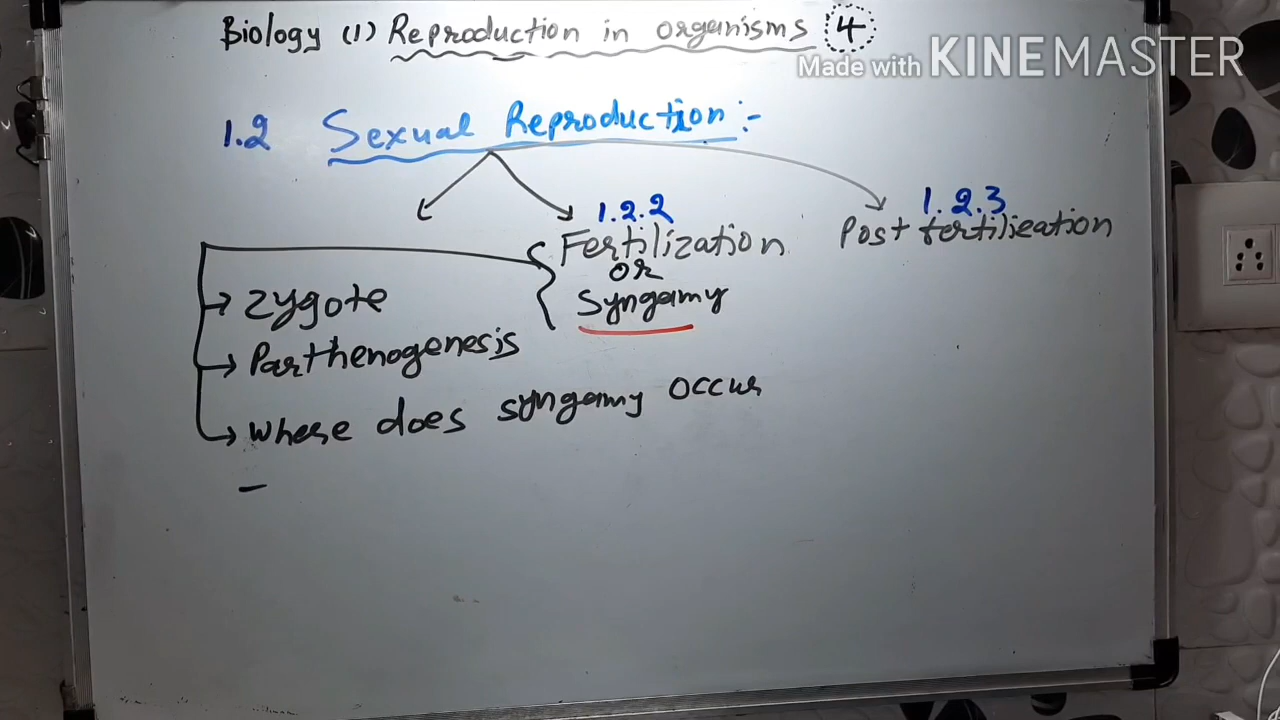 Biology (1) Reproduction in organisms 4
Made with KINEMASTER
1.2 Sexual Reproduction:-
1.2.2
1.2.3
Fertilization
Post fertilization
or
Syngamy
Zygote
Parthenogenesis
Where does syngamy occur